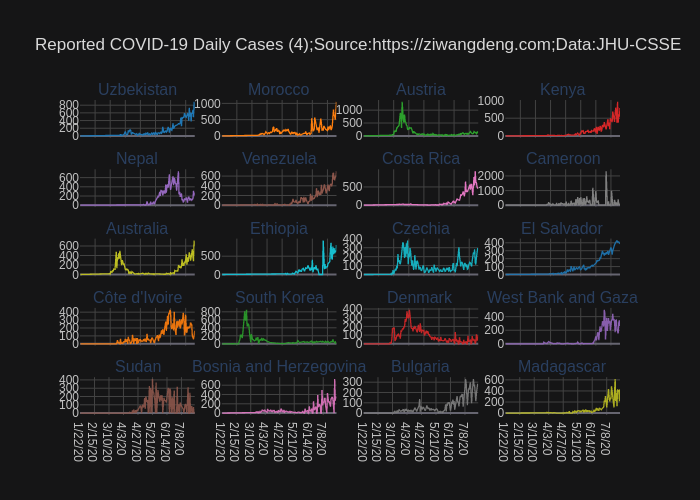 Reported COVID-19 Daily Cases (4);Source:https://ziwangdeng.com;Data:JHU-CSSE
Uzbekistan Morocco Austria Kenya
800 600 400 200 0
1000 500 0
1000 500 0
1000 500 0
Nepal Venezuela Costa Rica Cameroon
600 400 200 0
600 400 200 0
500 0
2000 1000 0
Australia Ethiopia Czechia El Salvador
600 400 200 0
500 0
400 300 200 100 0
400 300 200 100 0
Côte d'Ivoire South Korea Denmark West Bank and Gaza
400 300 200 100 0
800 600 400 200 0
400 300 200 100 0
400 200 0
Sudan Bosnia and Herzegovina Bulgaria Madagascar
400 300 200 100 0
600 400 200 0
300 200 100 0
600 400 200 0
1/22/20 2/15/20 3/10/20 4/3/20 4/27/20 5/21/20 6/14/20 7/8/20
1/22/20 2/15/20 3/10/20 4/3/20 4/27/20 5/21/20 6/14/20 7/8/20
1/22/20 2/15/20 3/10/20 4/3/20 4/27/20 5/21/20 6/14/20 7/8/20
1/22/20 2/15/20 3/10/20 4/3/20 4/27/20 5/21/20 6/14/20 7/8/20